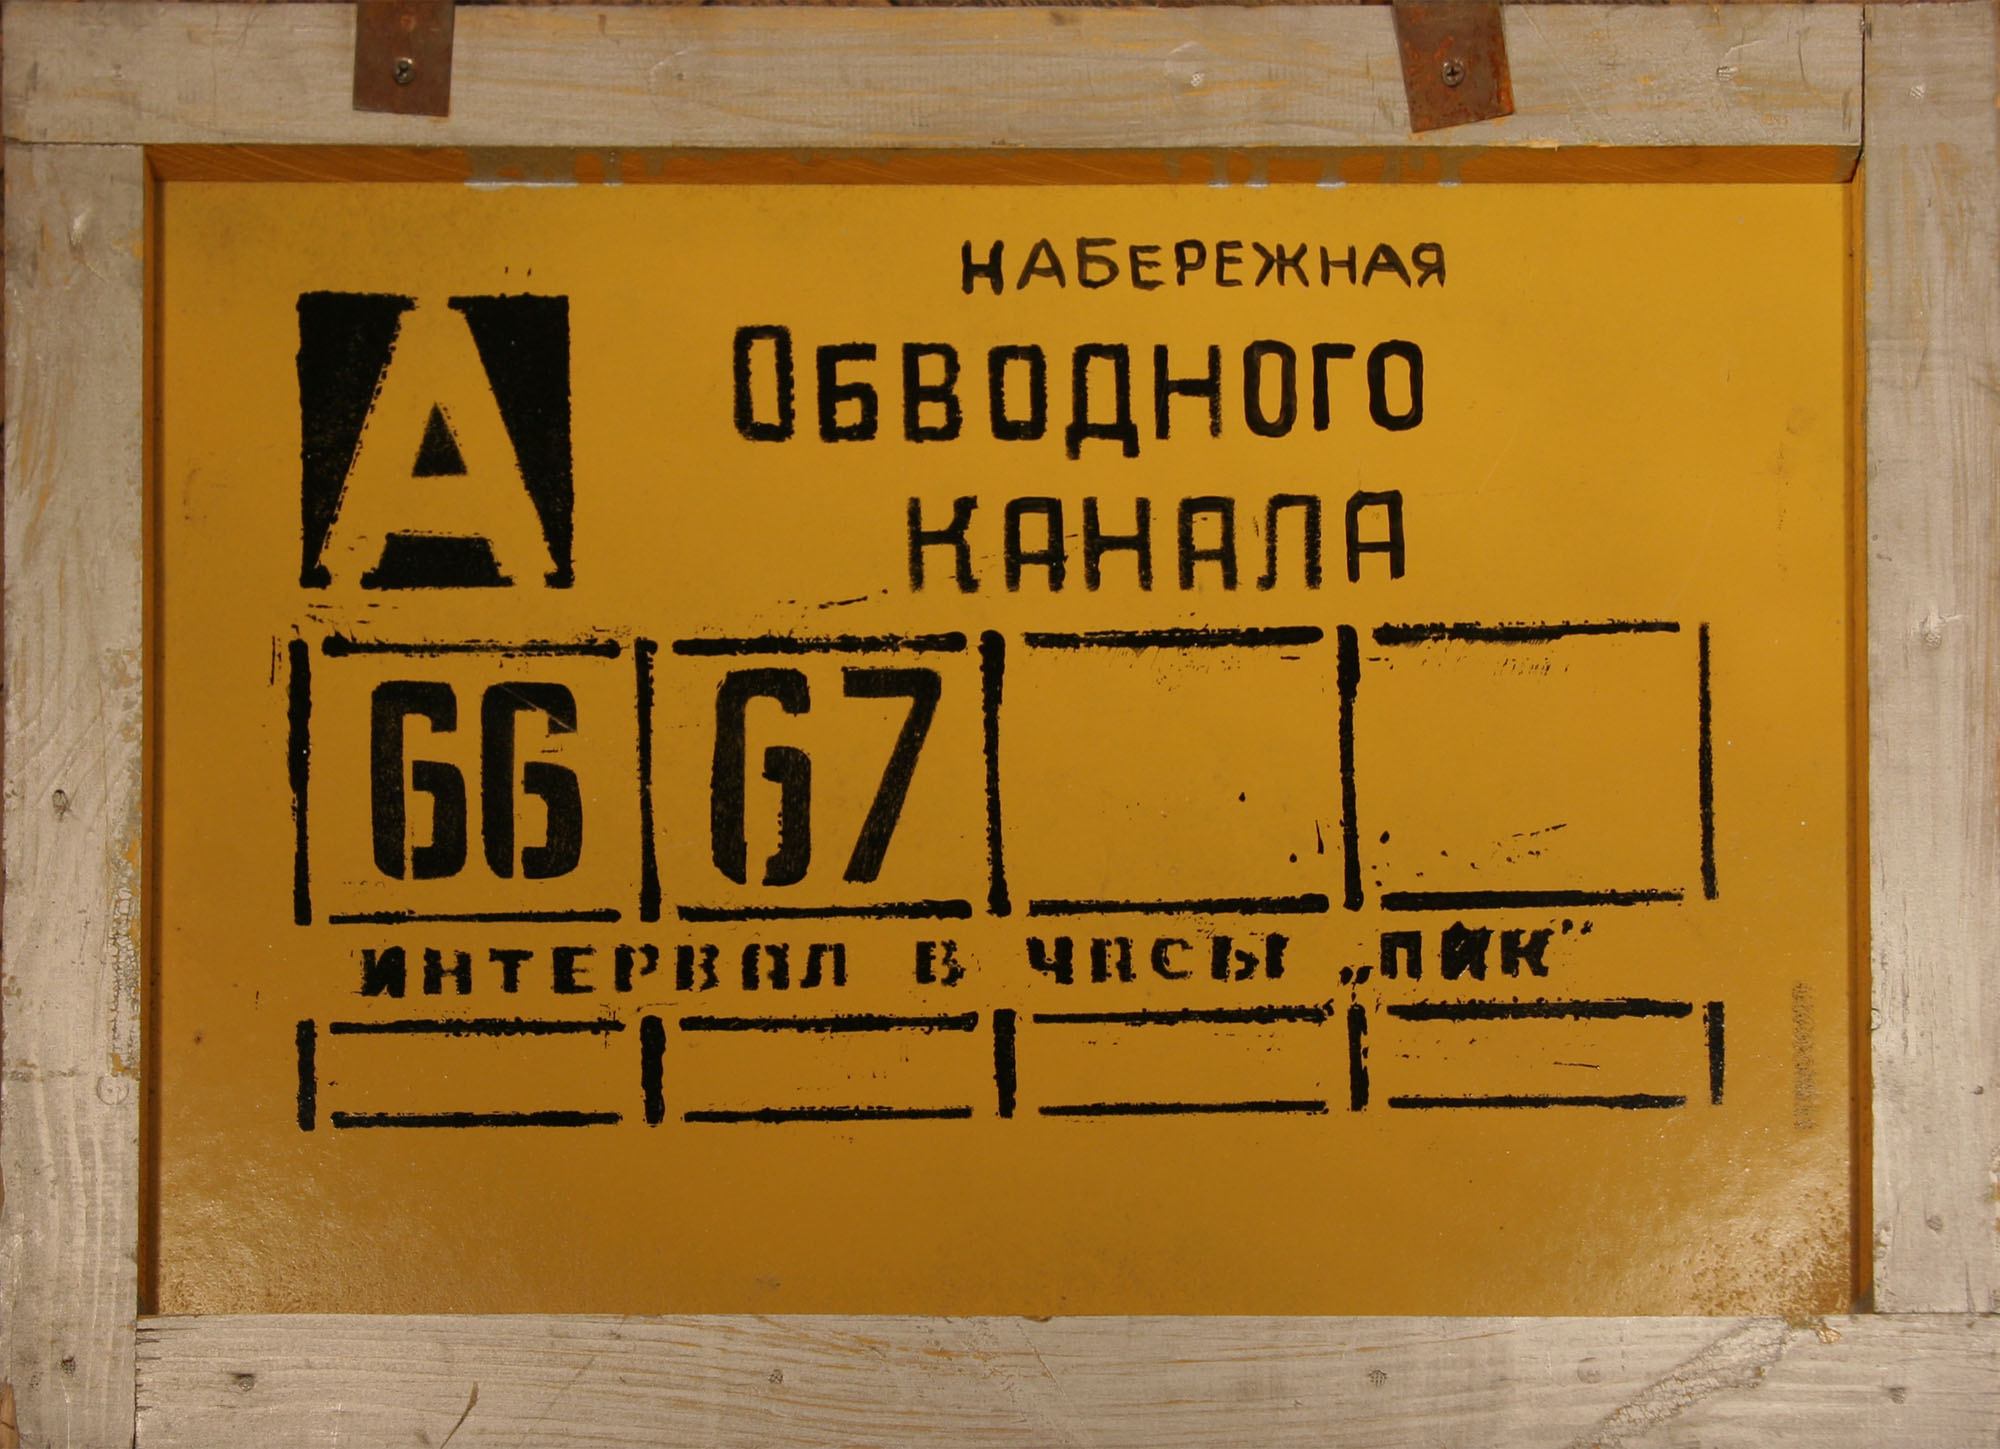 НАБЕРЕЖНАЯ
А ОБВОДНОГО
КАНАЛА
66 67
ИНТЕРВАЛ В ЧАСЫ „ПИК”